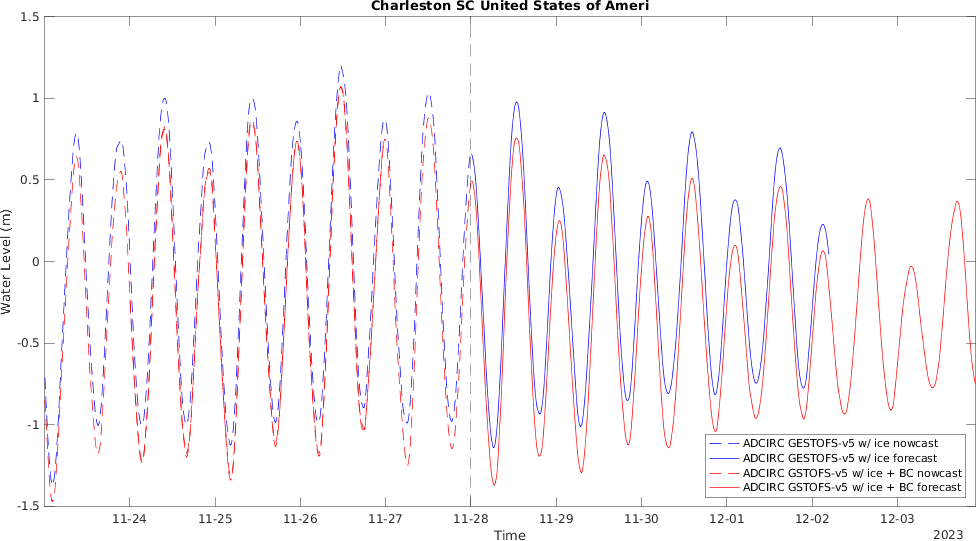 Charleston SC United States of Ameri
1.5
1
0.5
0
-0.5
-1
-1.5
Water Level (m)
11-24 11-25 11-26 11-27 11-28 11-29 11-30 12-01 12-02 12-03
Time
2023
ADCIRC GESTOFS-v5 w/ ice nowcast
ADCIRC GESTOFS-v5 w/ ice forecast
ADCIRC GSTOFS-v5 w/ ice + BC nowcast
ADCIRC GSTOFS-v5 w/ ice + BC forecast